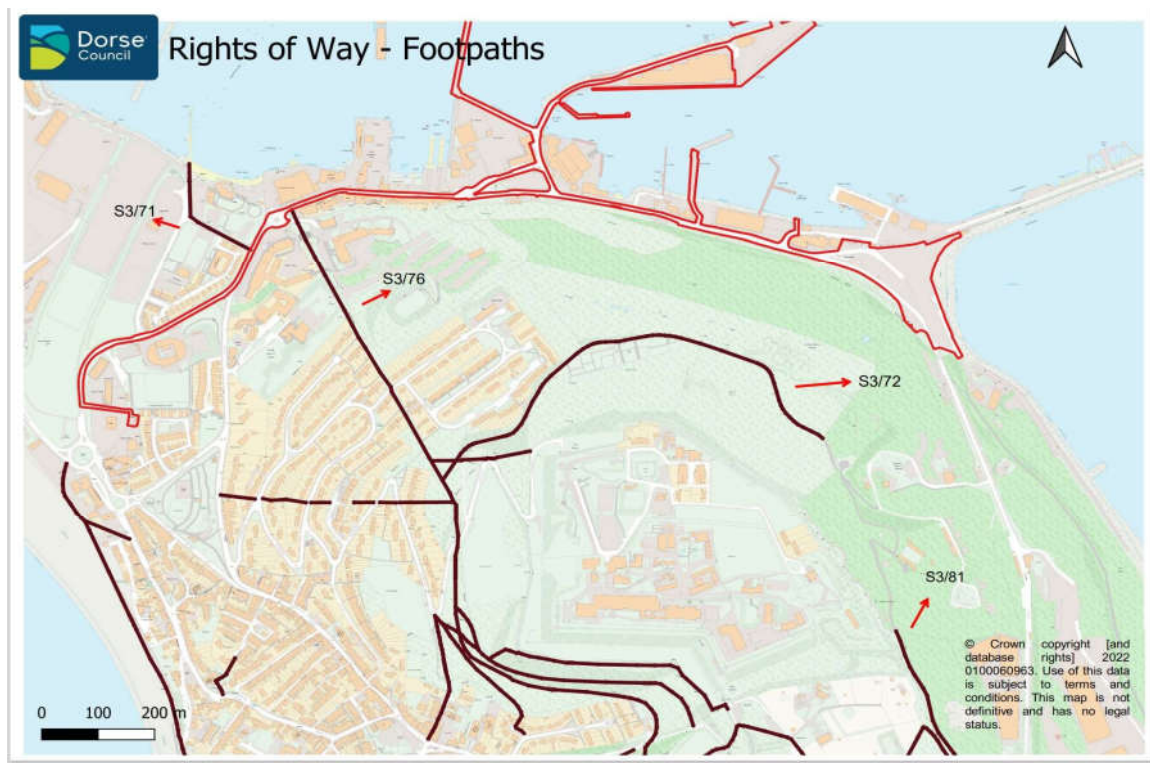 Dorse
Council
Rights of Way - Footpaths
S3/71
S3/76
S3/72
S3/81
© Crown copyright [and
database rights] 2022
0100060963. Use of this data
is subject to terms and
conditions. This map is not
definitive and has no legal
status.
0 100 200 m